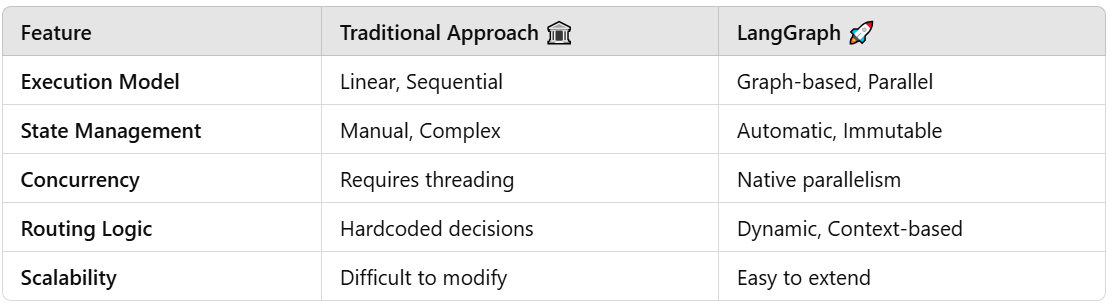 Feature Traditional Approach 🏛️ LangGraph 🚀
Execution Model Linear, Sequential Graph-based, Parallel
State Management Manual, Complex Automatic, Immutable
Concurrency Requires threading Native parallelism
Routing Logic Hardcoded decisions Dynamic, Context-based
Scalability Difficult to modify Easy to extend